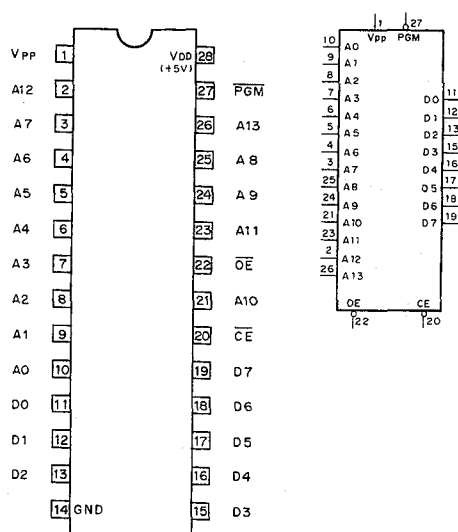 VPP 1 28 VDD (+5V)
A12 2 27 PGM
A7 3 26 A13
A6 4 25 A8
A5 5 24 A9
A4 6 23 A11
A3 7 22 OE
A2 8 21 A10
A1 9 20 CE
A0 10 19 D7
D0 11 18 D6
D1 12 17 D5
D2 13 16 D4
14 GND 15 D3
1 27
Vpp PGM
10 A0
9 A1
8 A2
7 A3
6 A4
5 A5
4 A6
3 A7
25 A8
24 A9
21 A10
23 A11
2 A12
26 A13
D0 11
D1 12
D2 13
D3 15
D4 16
D5 17
D6 18
D7 19
OE CE
22 20